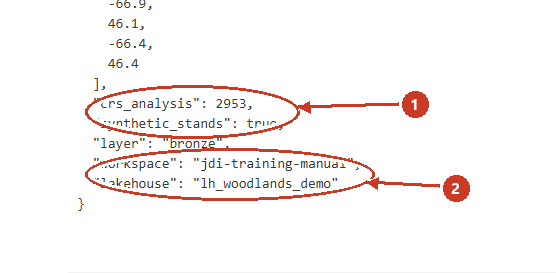 -66.9,
46.1,
-66.4,
46.4
],
"crs_analysis": 2953,
"synthetic_stands": true,
"layer": "bronze",
"workspace": "jdi-training-manual",
"lakehouse": "lh_woodlands_demo"
}
1
2